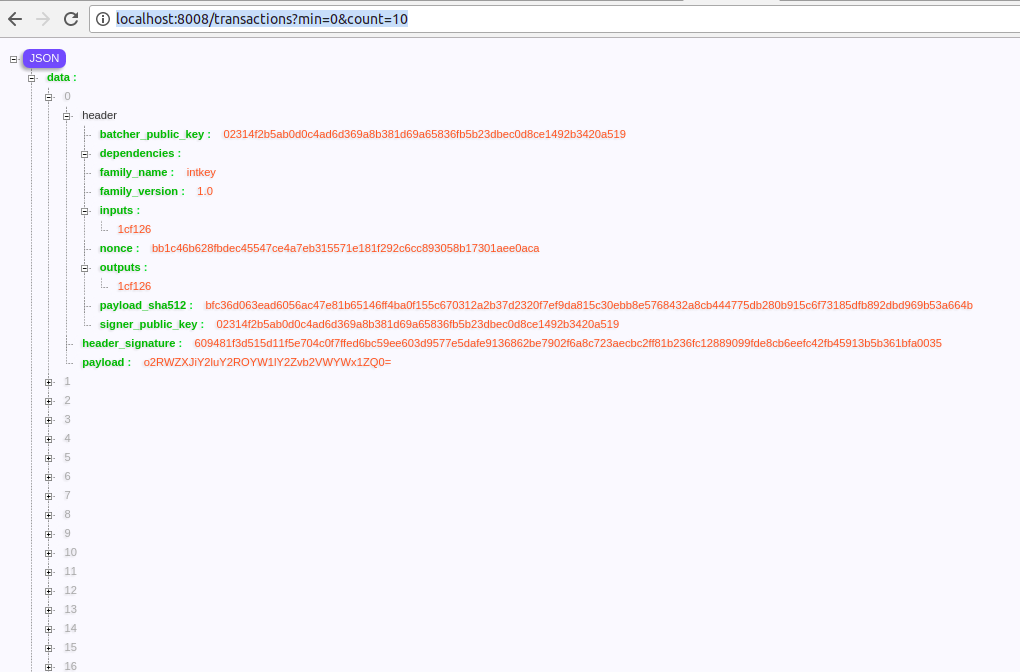 localhost:8008/transactions?min=0&count=10
JSON
data :
0
header
batcher_public_key : 02314f2b5ab0d0c4ad6d369a8b381d69a65836fb5b23dbec0d8ce1492b3420a519
dependencies :
family_name : intkey
family_version : 1.0
inputs :
1cf126
nonce : bb1c46b628fbdec45547ce4a7eb315571e181f292c6cc893058b17301aee0aca
outputs :
1cf126
payload_sha512 : bfc36d063ead6056ac47e81b65146ff4ba0f155c670312a2b37d2320f7ef9da815c30ebb8e5768432a8cb444775db280b915c6f73185dfb892dbd969b53a664b
signer_public_key : 02314f2b5ab0d0c4ad6d369a8b381d69a65836fb5b23dbec0d8ce1492b3420a519
header_signature : 609481f3d515d11f5e704c0f7ffed6bc59ee603d9577e5dafe9136862be7902f6a8c723aecbc2ff81b236fc12889099fde8cb6eefc42fb45913b5b361bfa0035
payload : o2RWZXJiY2luY2ROYW1lY2Zvb2VWYWx1ZQ0=
1
2
3
4
5
6
7
8
9
10
11
12
13
14
15
16